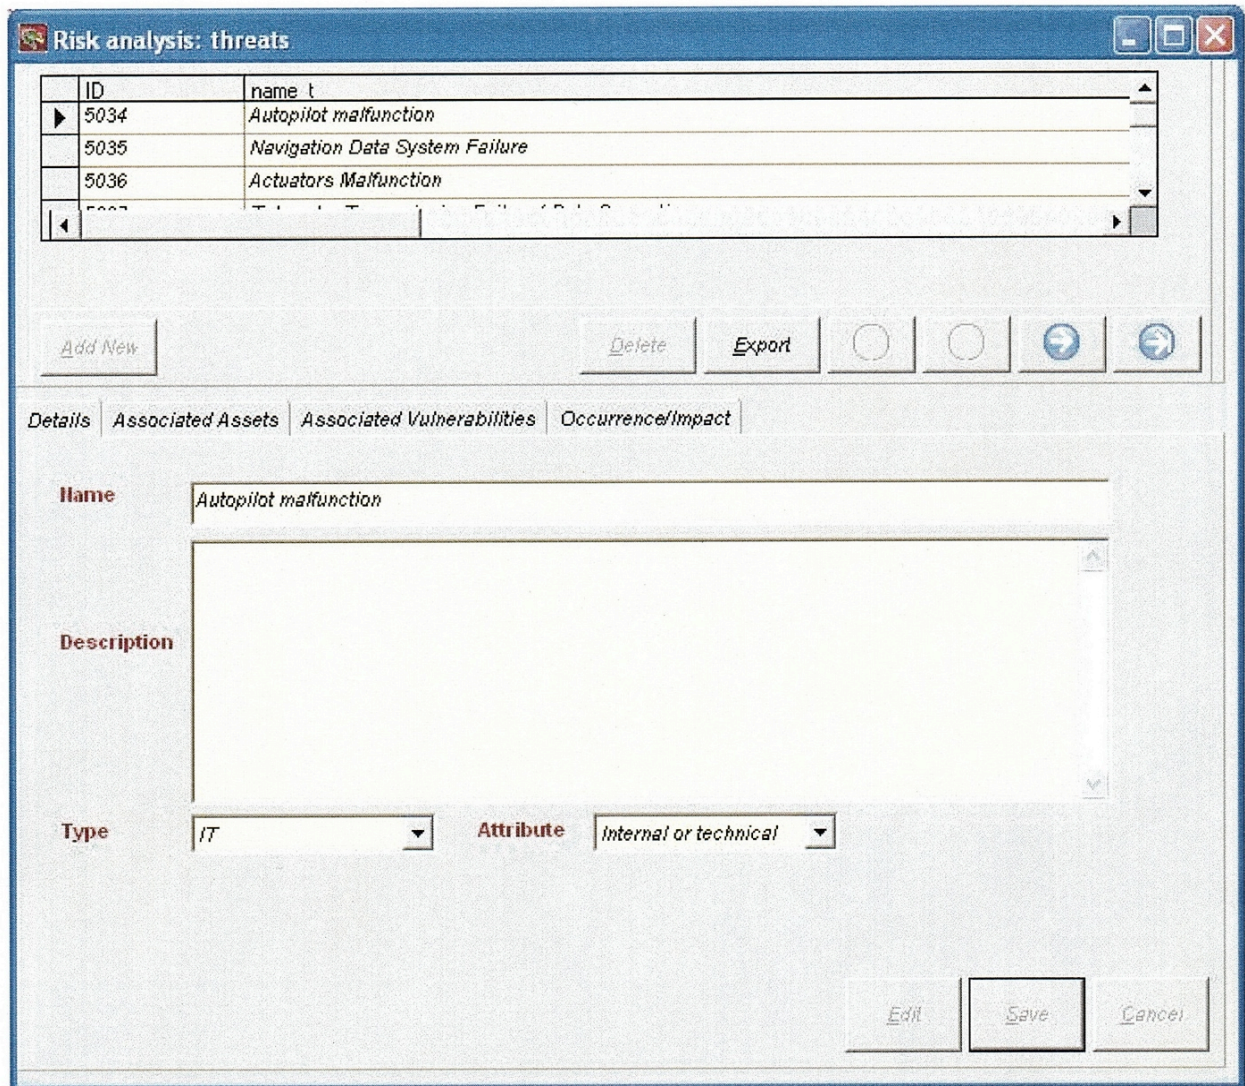 Risk analysis: threats
ID name_t
5034 Autopilot malfunction
5035 Navigation Data System Failure
5036 Actuators Malfunction
Add New Delete Export
Details Associated Assets Associated Vulnerabilities Occurrence/Impact
Name Autopilot malfunction
Description
Type IT Attribute Internal or technical
Edit Save Cancel